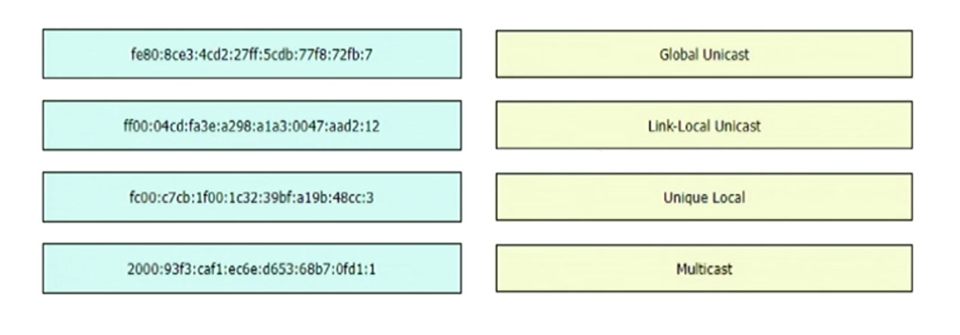 fe80:8ce3:4cd2:27ff:5cdb:77f8:72fb:7
Global Unicast
ff00:04cd:fa3e:a298:a1a3:0047:aad2:12
Link-Local Unicast
fc00:c7cb:1f00:1c32:39bf:a19b:48cc:3
Unique Local
2000:93f3:caf1:ec6e:d653:68b7:0fd1:1
Multicast